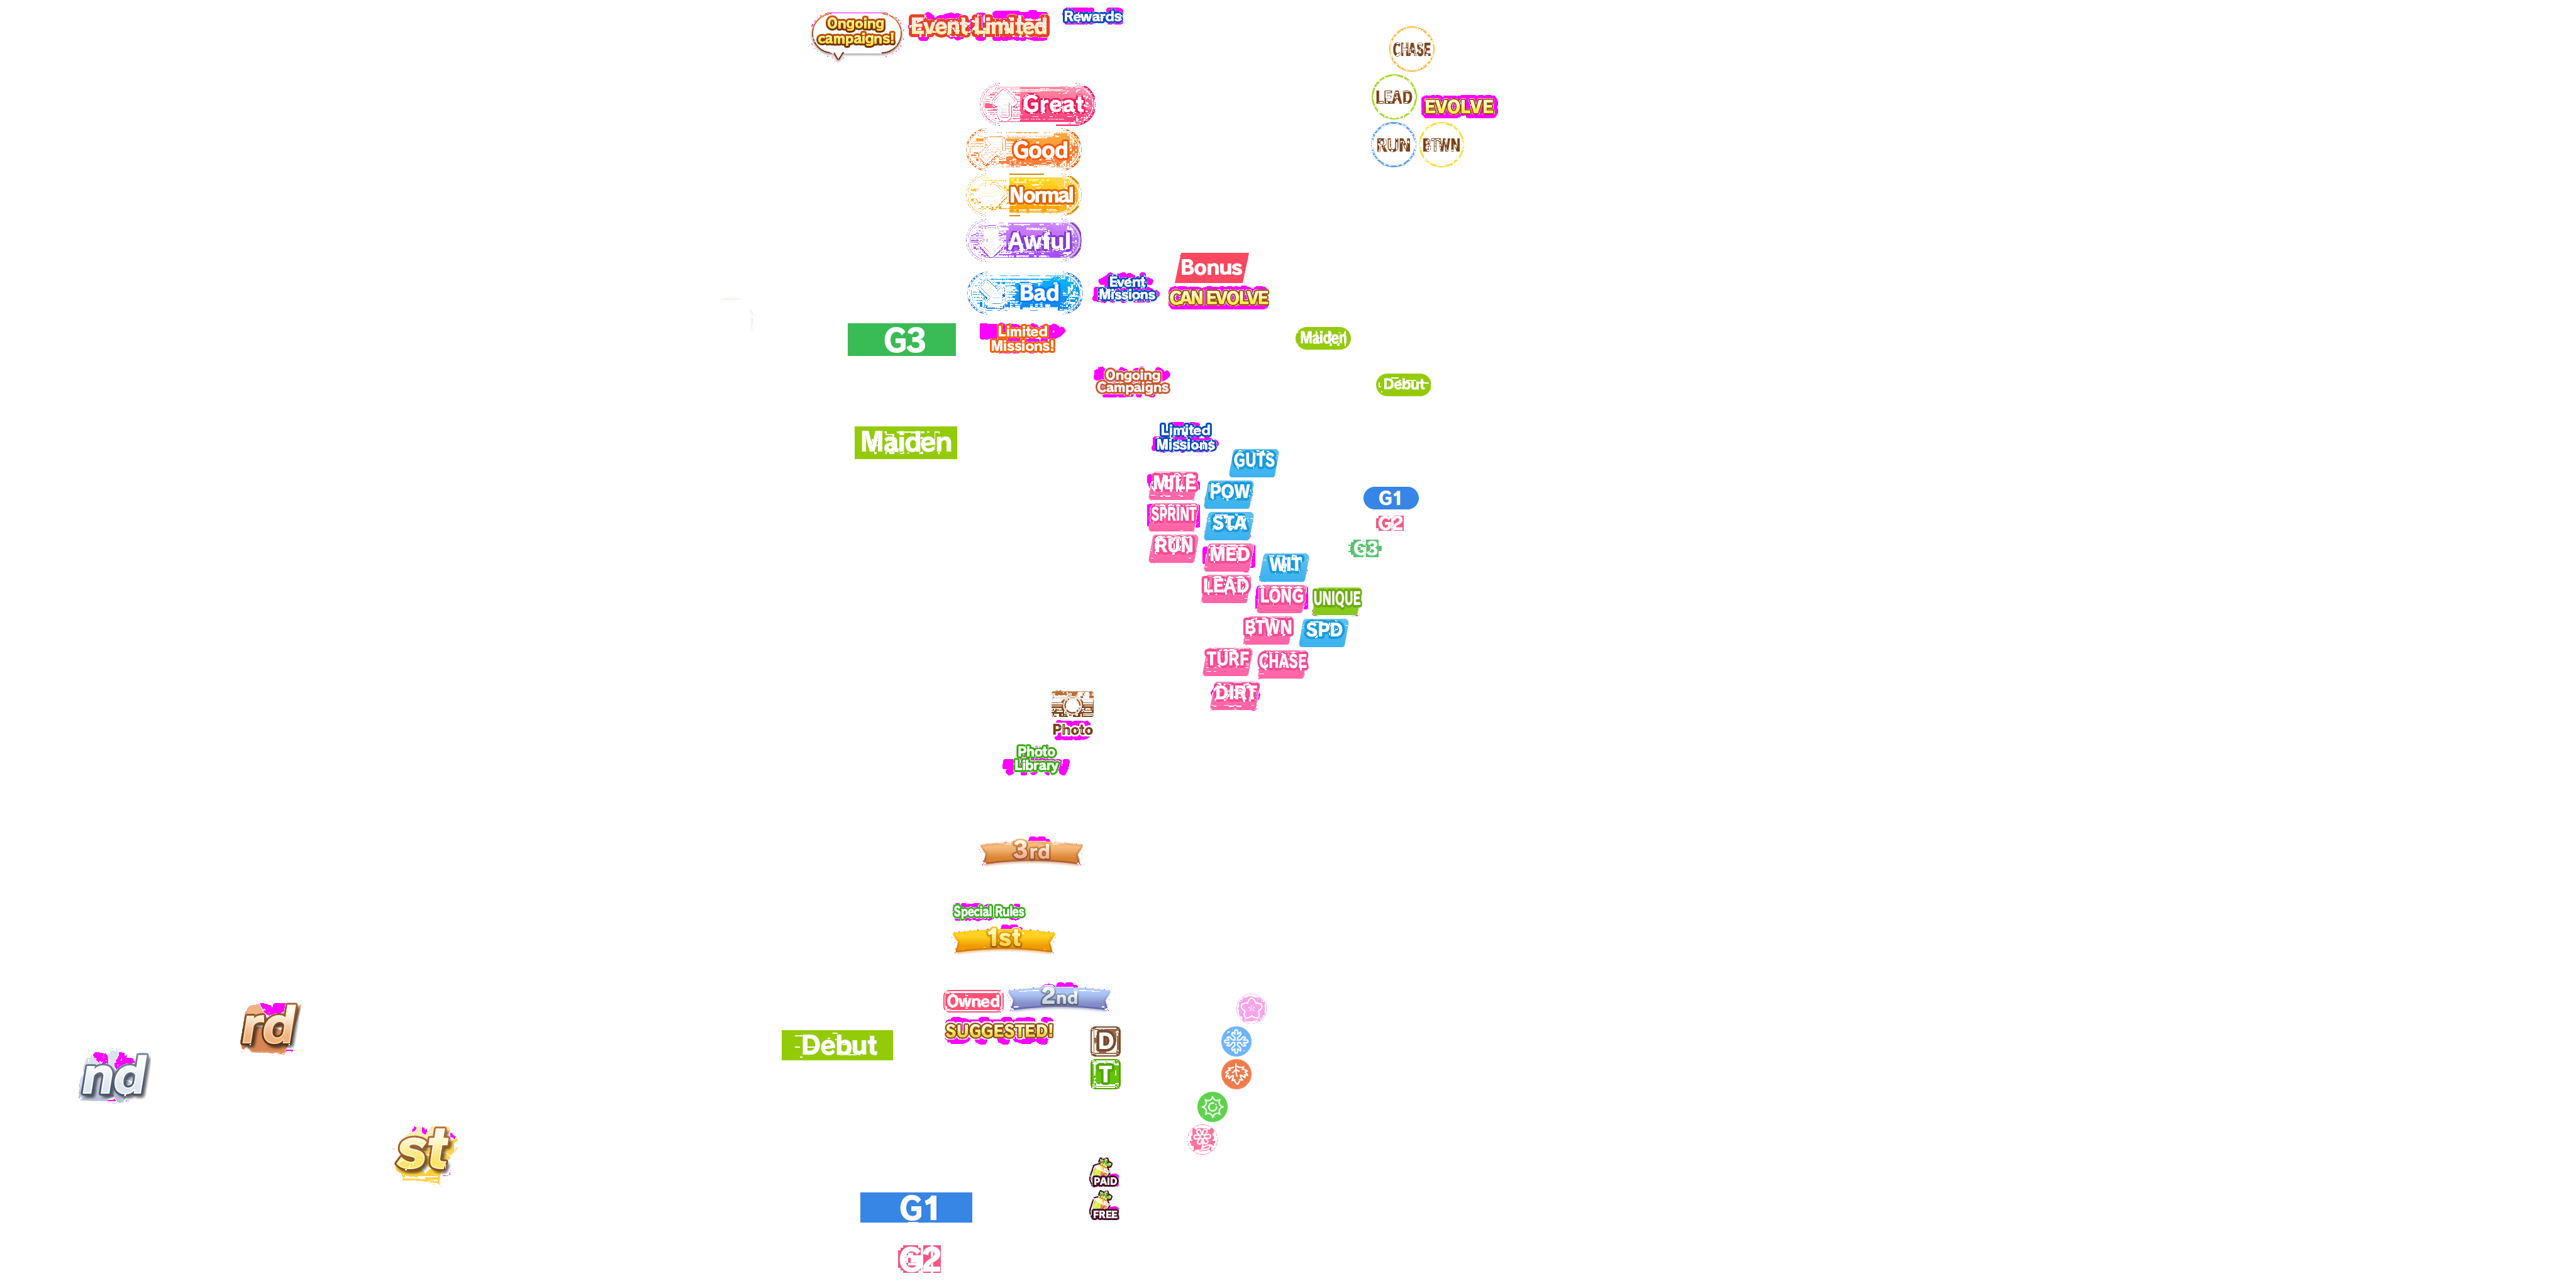 Ongoing
campaigns!
Event Limited
Rewards
CHASE
LEAD
EVOLVE
RUN
BTWN
Great
Good
Normal
Awful
Bad
Event
Missions
Bonus
CAN EVOLVE
G3
Limited
Missions!
Maiden
Ongoing
Campaigns
Debut
Maiden
Limited
Missions
GUTS
MILE
POW
G1
SPRINT
STA
G2
RUN
MED
WIT
G3
LEAD
LONG
UNIQUE
BTWN
SPD
TURF
CHASE
DIRT
Photo
Photo
Library
3rd
Special Rules
1st
Owned
2nd
SUGGESTED!
rd
D
Debut
nd
T
st
PAID
FREE
G1
G2